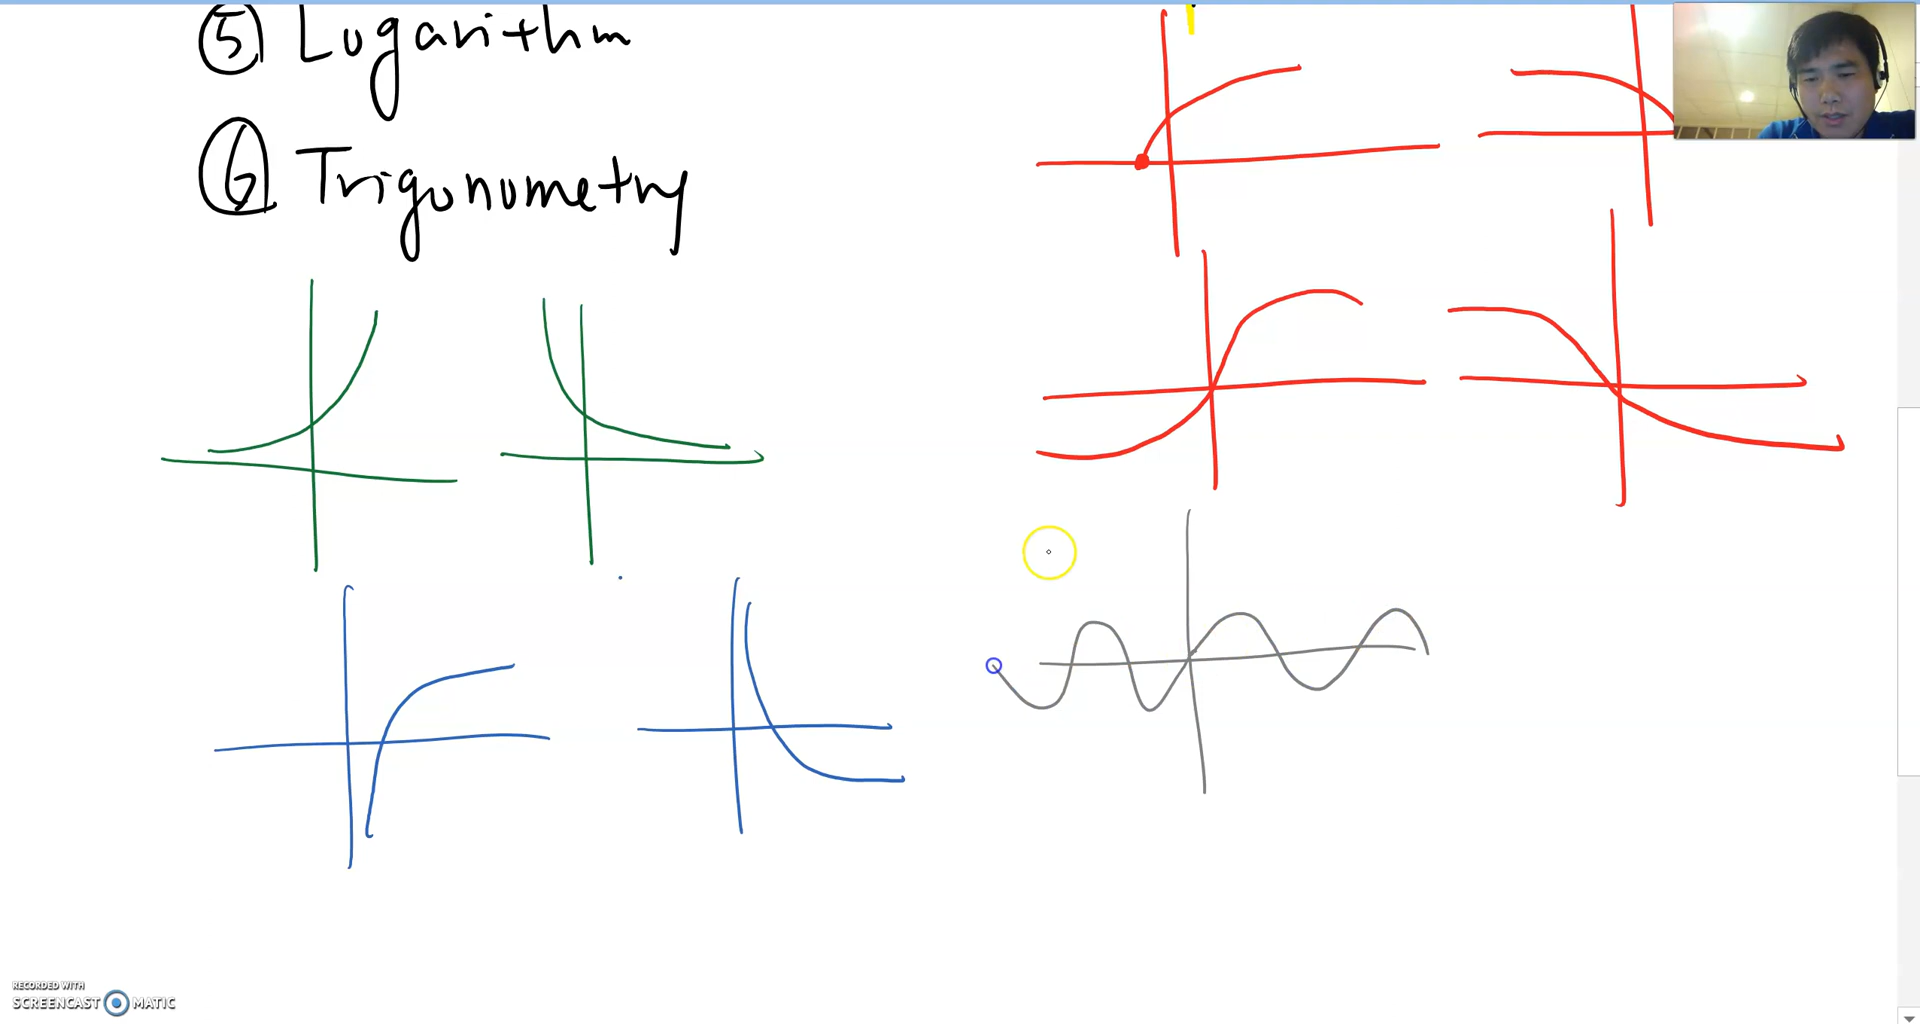 ⑤ Logarithm
⑥ Trigonometry
RECORDED WITH
SCREENCAST MATIC